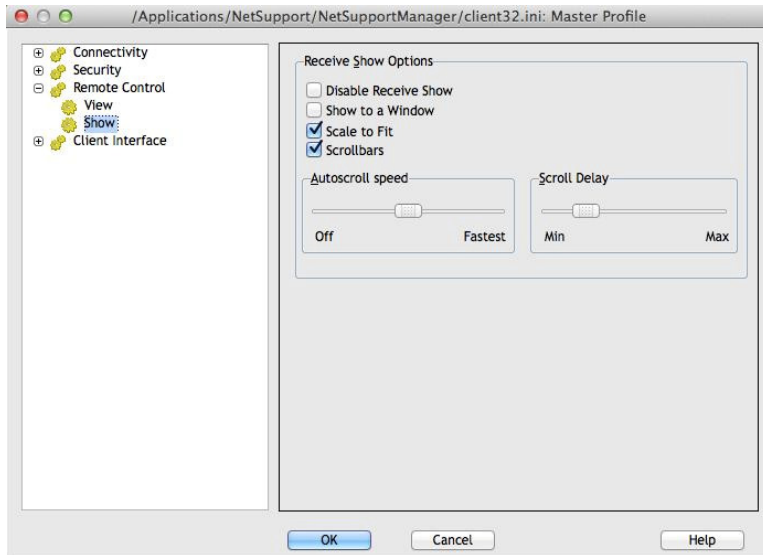 /Applications/NetSupport/NetSupportManager/client32.ini: Master Profile
Connectivity
Security
Remote Control
View
Show
Client Interface
Receive Show Options
Disable Receive Show
Show to a Window
Scale to Fit
Scrollbars
Autoscroll speed
Off Fastest
Scroll Delay
Min Max
OK Cancel Help